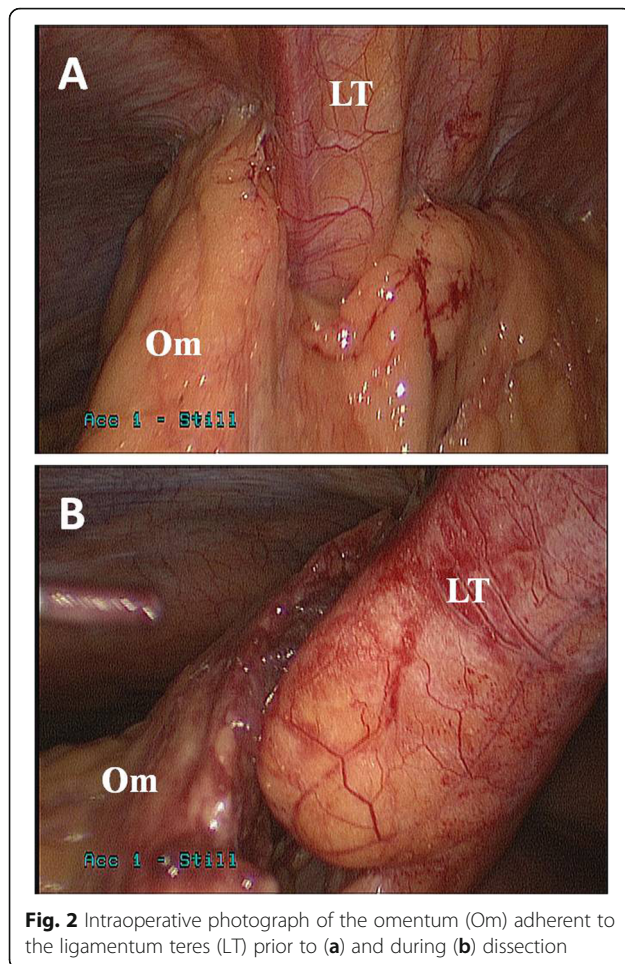 A
LT
Om
Acc 1 - Still
B
LT
Om
Acc 1 - Still
Fig. 2 Intraoperative photograph of the omentum (Om) adherent to
the ligamentum teres (LT) prior to (a) and during (b) dissection